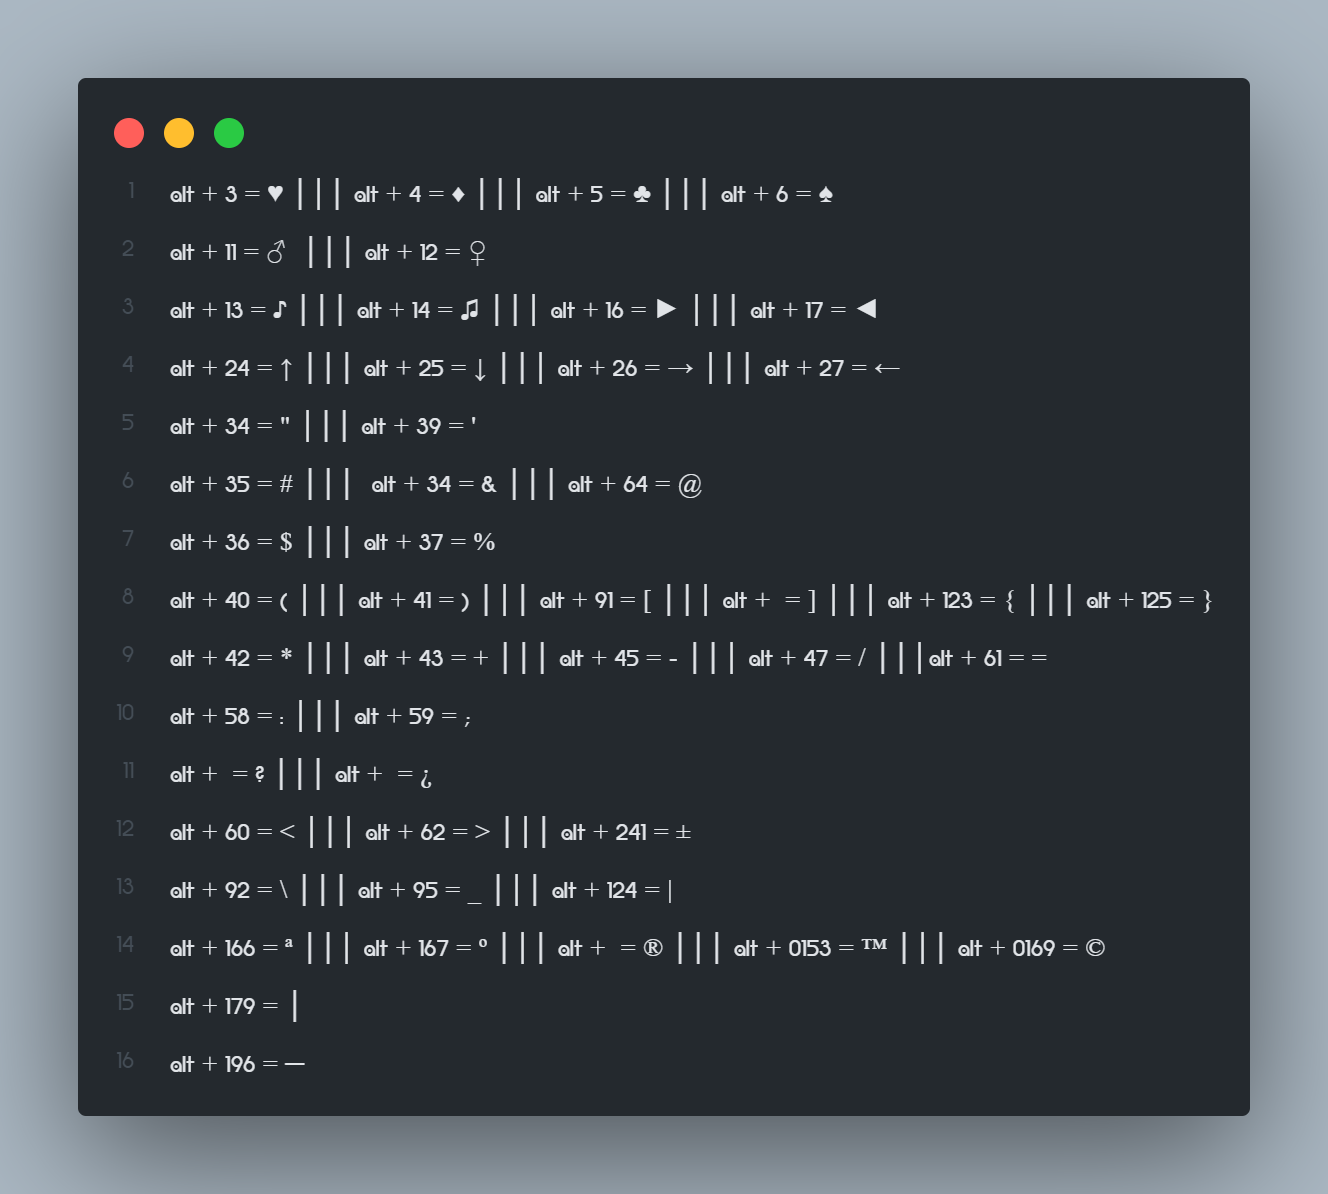 1 alt + 3 = ♥ │││ alt + 4 = ♦ │││ alt + 5 = ♣ │││ alt + 6 = ♠
2 alt + 11 = ♂ │││ alt + 12 = ♀
3 alt + 13 = ♪ │││ alt + 14 = ♫ │││ alt + 16 = ► │││ alt + 17 = ◄
4 alt + 24 = ↑ │││ alt + 25 = ↓ │││ alt + 26 = → │││ alt + 27 = ←
5 alt + 34 = " │││ alt + 39 = '
6 alt + 35 = # │││ alt + 34 = & │││ alt + 64 = @
7 alt + 36 = $ │││ alt + 37 = %
8 alt + 40 = ( │││ alt + 41 = ) │││ alt + 91 = [ │││ alt +  = ] │││ alt + 123 = { │││ alt + 125 = }
9 alt + 42 = * │││ alt + 43 = + │││ alt + 45 = - │││ alt + 47 = / │││alt + 61 = =
10 alt + 58 = : │││ alt + 59 = ;
11 alt +  = ? │││ alt +  = ¿
12 alt + 60 = < │││ alt + 62 = > │││ alt + 241 = ±
13 alt + 92 = \ │││ alt + 95 = _ │││ alt + 124 = |
14 alt + 166 = ª │││ alt + 167 = º │││ alt +  = ® │││ alt + 0153 = ™ │││ alt + 0169 = ©
15 alt + 179 = │
16 alt + 196 = ─